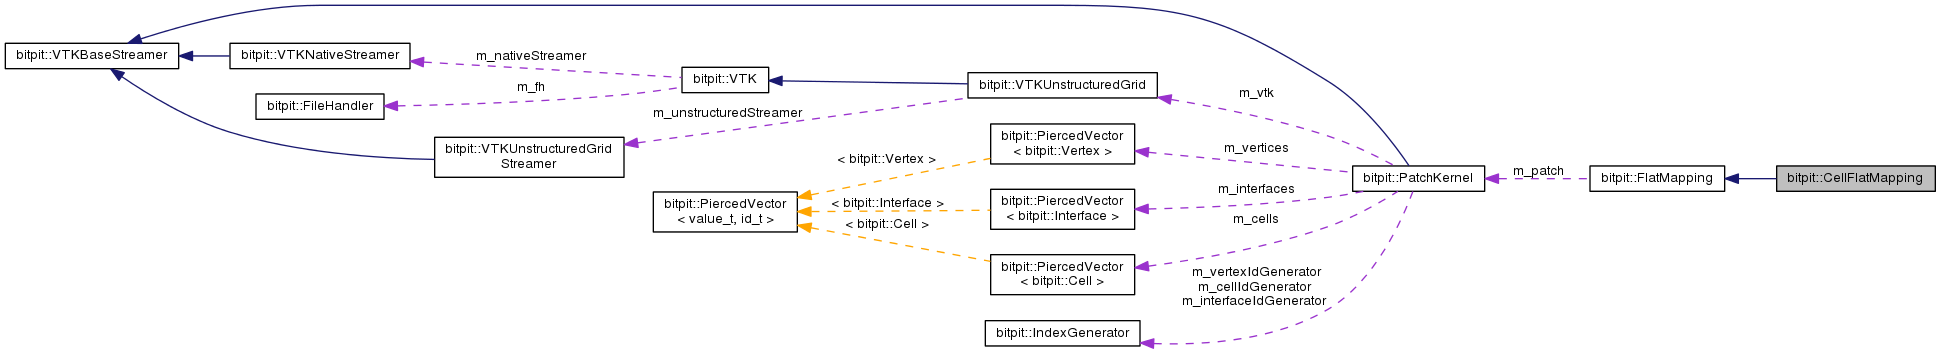 bitpit::VTKBaseStreamer
bitpit::VTKNativeStreamer
m_nativeStreamer
bitpit::VTK
m_fh
bitpit::FileHandler
bitpit::VTKUnstructuredGrid
m_vtk
m_unstructuredStreamer
bitpit::VTKUnstructuredGrid
Streamer
bitpit::PiercedVector
< bitpit::Vertex >
m_vertices
< bitpit::Vertex >
bitpit::PatchKernel
m_patch
bitpit::FlatMapping
bitpit::CellFlatMapping
bitpit::PiercedVector
< value_t, id_t >
< bitpit::Interface >
bitpit::PiercedVector
< bitpit::Interface >
m_interfaces
< bitpit::Cell >
m_cells
bitpit::PiercedVector
< bitpit::Cell >
m_vertexIdGenerator
m_cellIdGenerator
m_interfaceIdGenerator
bitpit::IndexGenerator